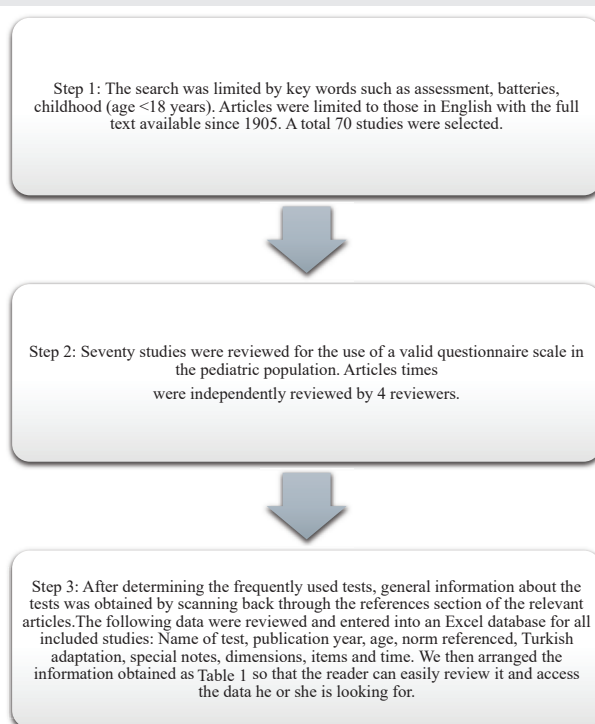 Step 1: The search was limited by key words such as assessment, batteries,
childhood (age <18 years). Articles were limited to those in English with the full
text available since 1905. A total 70 studies were selected.
Step 2: Seventy studies were reviewed for the use of a valid questionnaire scale in
the pediatric population. Articles times
were independently reviewed by 4 reviewers.
Step 3: After determining the frequently used tests, general information about the
tests was obtained by scanning back through the references section of the relevant
articles.The following data were reviewed and entered into an Excel database for all
included studies: Name of test, publication year, age, norm referenced, Turkish
adaptation, special notes, dimensions, items and time. We then arranged the
information obtained as Table 1 so that the reader can easily review it and access
the data he or she is looking for.